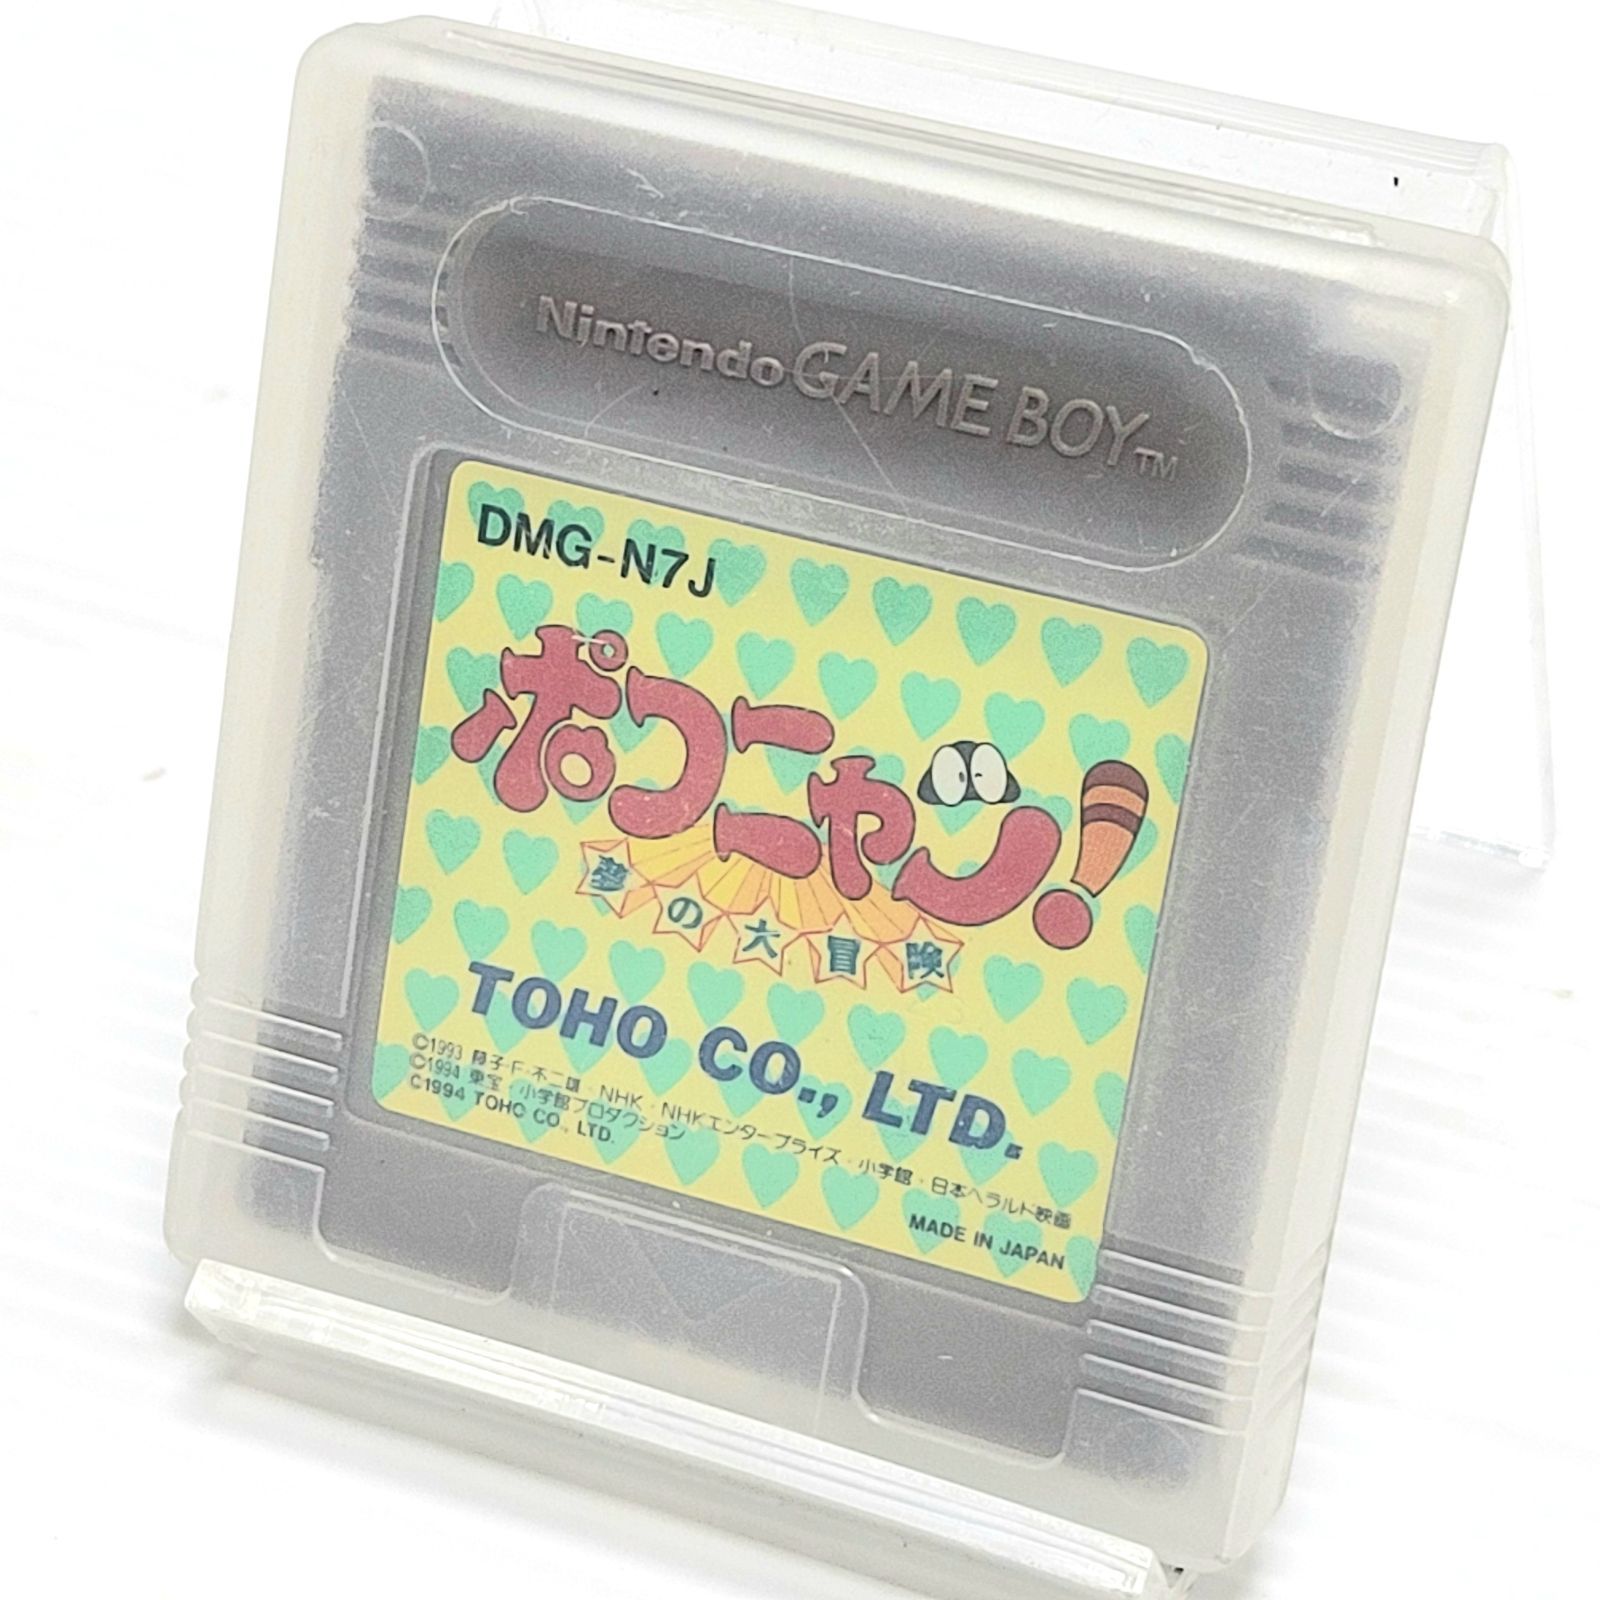 Nintendo GAME BOY™
DMG-N7J
ポコニャン!
夢の大冒険
TOHO CO., LTD.
©1993 藤子・F・不二雄・NHK・NHKエンタープライズ・小学館・日本ヘラルド映画
©1994 東宝・小学館プロダクション
©1994 TOHO CO., LTD.
MADE IN JAPAN